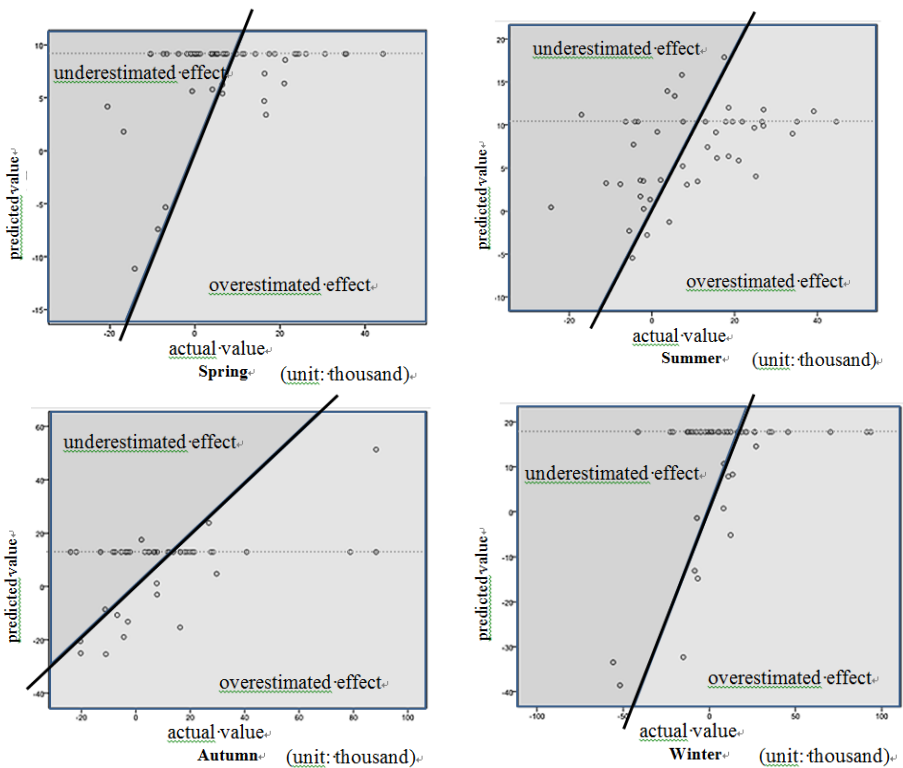 10
5
0
-5
-10
-15
predicted value
underestimated effect
overestimated effect
-20
0
20
40
actual value
Spring
(unit: thousand)
20
15
10
5
0
-5
-10
predicted value
underestimated effect
overestimated effect
-20
0
20
40
actual value
Summer
(unit: thousand)
60
40
20
0
-20
-40
predicted value
underestimated effect
overestimated effect
-20
0
20
40
60
80
100
actual value
Autumn
(unit: thousand)
20
10
0
-10
-20
-30
-40
predicted value
underestimated effect
overestimated effect
-100
-50
0
50
100
actual value
Winter
(unit: thousand)